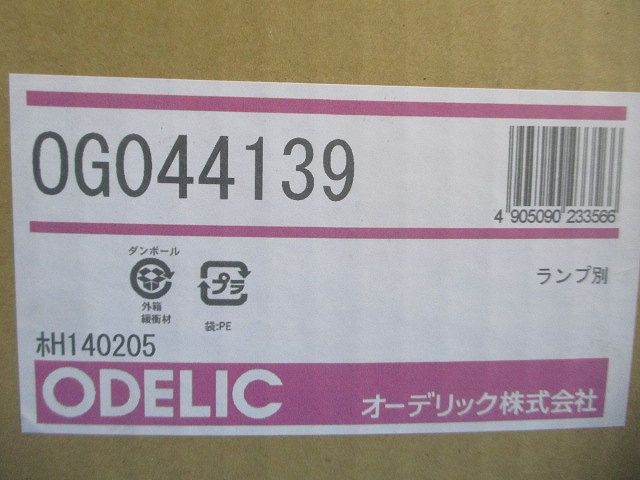 OG044139
4 905090 233566
ダンボール
外箱
緩衝材
プラ
袋:PE
ランプ別
ホH140205
ODELIC
オーデリック株式会社